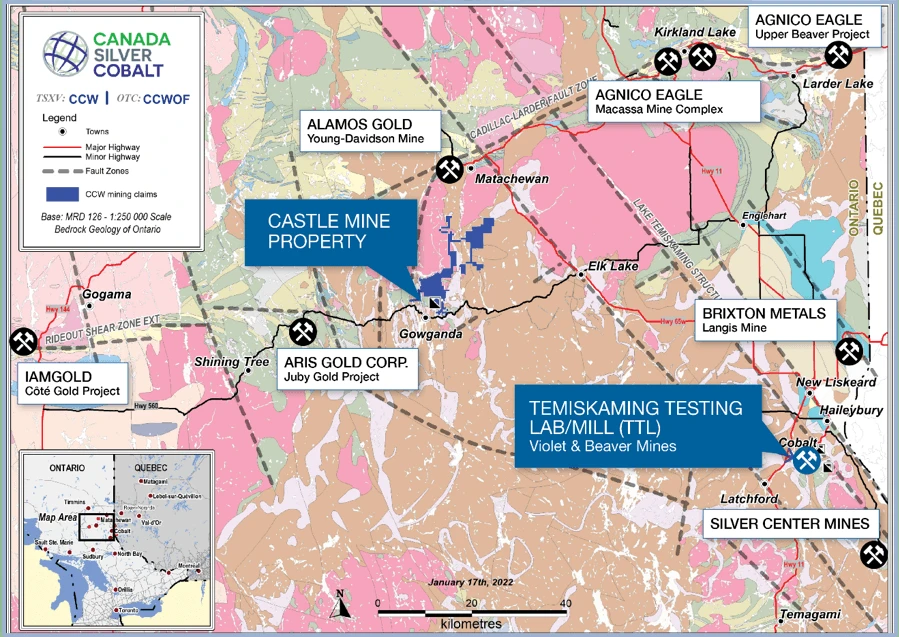 CANADA
SILVER
COBALT
TSXV: CCW | OTC: CCWOF
Legend
Towns
Major Highway
Minor Highway
Fault Zones
CCW mining claims
Base: MRD 126 - 1:250 000 Scale
Bedrock Geology of Ontario
AGNICO EAGLE
Upper Beaver Project
Kirkland Lake
Larder Lake
AGNICO EAGLE
Macassa Mine Complex
CADILLAC-LARDER FAULT ZONE
ALAMOS GOLD
Young-Davidson Mine
Matachewan
Hwy 11
ONTARIO
QUEBEC
CASTLE MINE
PROPERTY
LAKE TEMISKAMING STRUCTU
Englehart
Elk Lake
Gogama
Hwy 144
RIDEOUT SHEAR ZONE EXT
Gowganda
Hwy 65w
BRIXTON METALS
Langis Mine
Shining Tree
ARIS GOLD CORP.
Juby Gold Project
IAMGOLD
Côté Gold Project
Hwy 560
New Liskeard
Haileybury
TEMISKAMING TESTING
LAB/MILL (TTL)
Violet & Beaver Mines
Cobalt
Latchford
SILVER CENTER MINES
Hwy 11
Temagami
ONTARIO
QUEBEC
Matagami
Lebel-sur-Quévillon
Timmins
Rouyn-Noranda
Map Area
Matachewan
Val-d'Or
Cobalt
Sault Ste. Marie
Sudbury
North Bay
Montreal
Orillia
Toronto
January 17th, 2022
N
0 20 40
kilometres